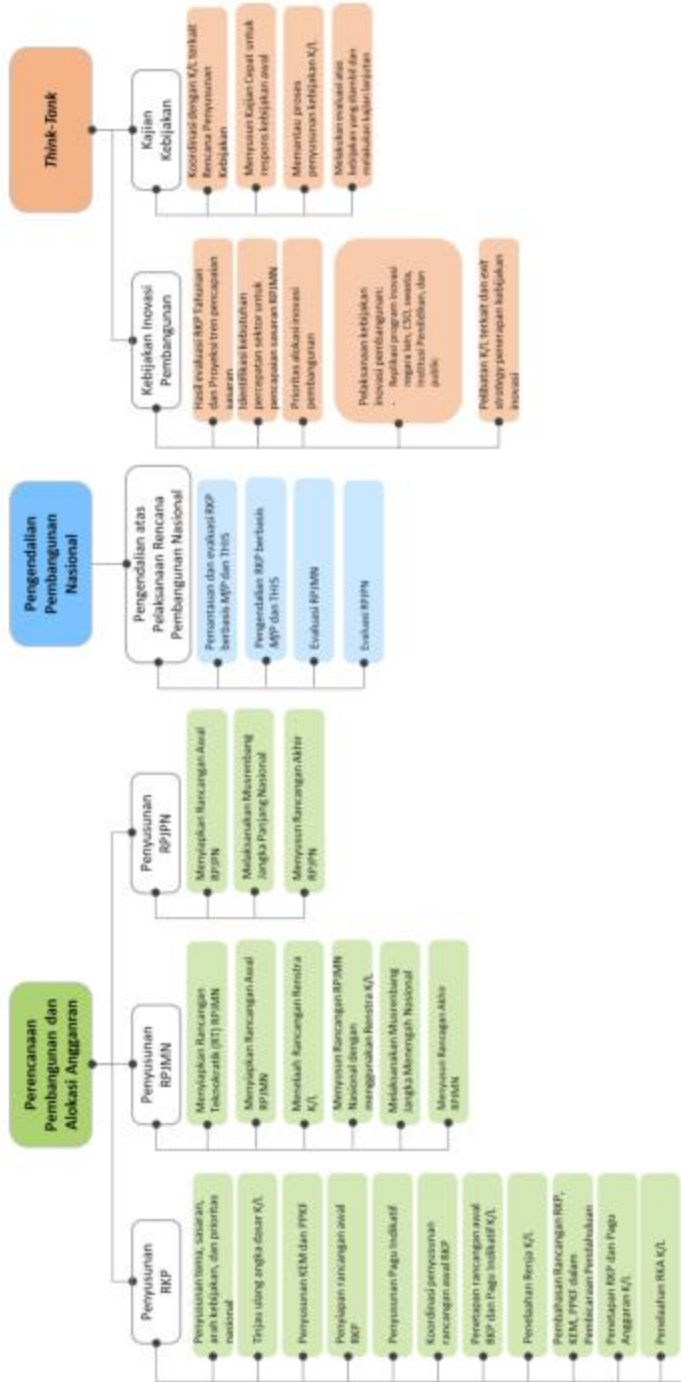 Perencanaan
Pembangunan dan
Alokasi Angganran
Penyusunan
RKP
Penyusunan tema, sasaran,
arah kebijakan, dan prioritas
nasional
Tinjau ulang angka dasar K/L
Penyusunan KEM dan PPKF
Penyiapan rancangan awal
RKP
Penyusunan Pagu Indikatif
Koordinasi penyusunan
rancangan awal RKP
Penetapan rancangan awal
RKP dan Pagu Indikatif K/L
Penelaahan Renja K/L
Pembahasan Rancangan RKP,
KEM, PPKF dalam
Pembicaraan Pendahuluan
Penetapan RKP dan Pagu
Anggaran K/L
Penelaahan RKA K/L
Penyusunan
RPJMN
Menyiapkan Rancangan
Teknokratik (RT) RPJMN
Menyiapkan Rancangan Awal
RPJMN
Menelaah Rancangan Renstra
K/L
Menyusun Rancangan RPJMN
Nasional dengan
menggunakan Renstra K/L
Melaksanakan Musrenbang
Jangka Menengah Nasional
Menyusun Rancagan Akhir
RPJMN
Penyusunan
RPJPN
Menyiapkan Rancangan Awal
RPJPN
Melaksanakan Musrenbang
Jangka Panjang Nasional
Menyusun Rancangan Akhir
RPJPN
Pengendalian
Pembangunan
Nasional
Pengendalian atas
Pelaksanaan Rencana
Pembangunan Nasional
Pemantauan dan evaluasi RKP
berbasis MfP dan THIS
Pengendalian RKP berbasis
MfP dan THIS
Evaluasi RPJMN
Evaluasi RPJPN
Think-Tank
Kebijakan Inovasi
Pembangunan
Hasil evaluasi RKP Tahunan
dan Proyeksi tren pencapaian
sasaran
Identifikasi kebutuhan
percepatan sektor untuk
pencapaian sasaran RPJMN
Prioritas alokasi inovasi
pembangunan
Pelaksanaan kebijakan
inovasi pembangunan:
- Replikasi program inovasi
negara lain, CSO, swasta,
Institusi Pendidikan, dan
public
Pelibatan K/L terkait dan exit
strategy penerapan kebijakan
inovasi
Kajian
Kebijakan
Koordinasi dengan K/L terkait
Rencana Penyusunan
Kebijakan
Menyusun Kajian Cepat untuk
respons kebijakan awal
Memantau proses
penyusunan kebijakan K/L
Melakukan evaluasi atas
kebijakan yang diambil dan
melakukan kajian lanjutan